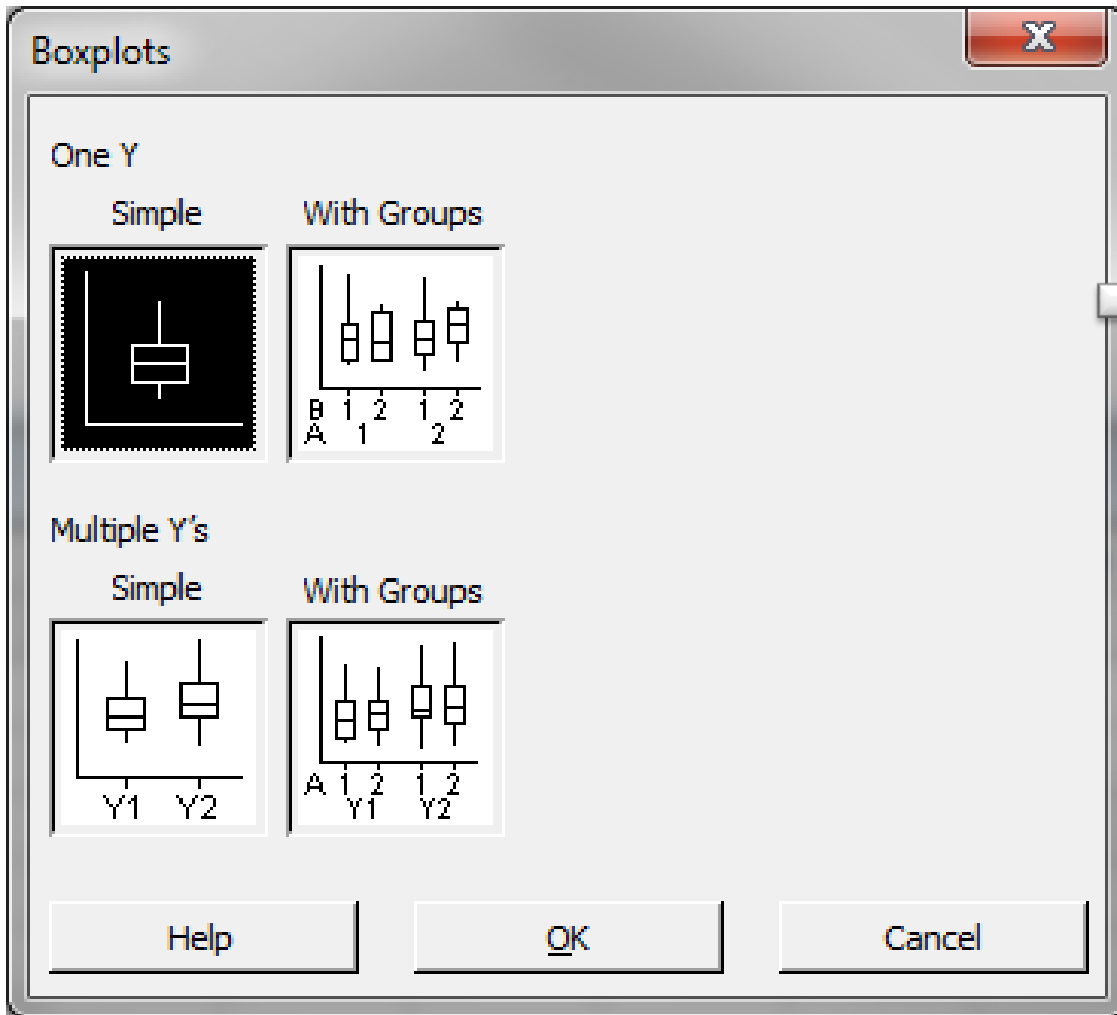 Boxplots
One Y
Simple With Groups
B 1 2 1 2
A 1 2
Multiple Y's
Simple With Groups
Y1 Y2
A 1 2 1 2
Y1 Y2
Help OK Cancel